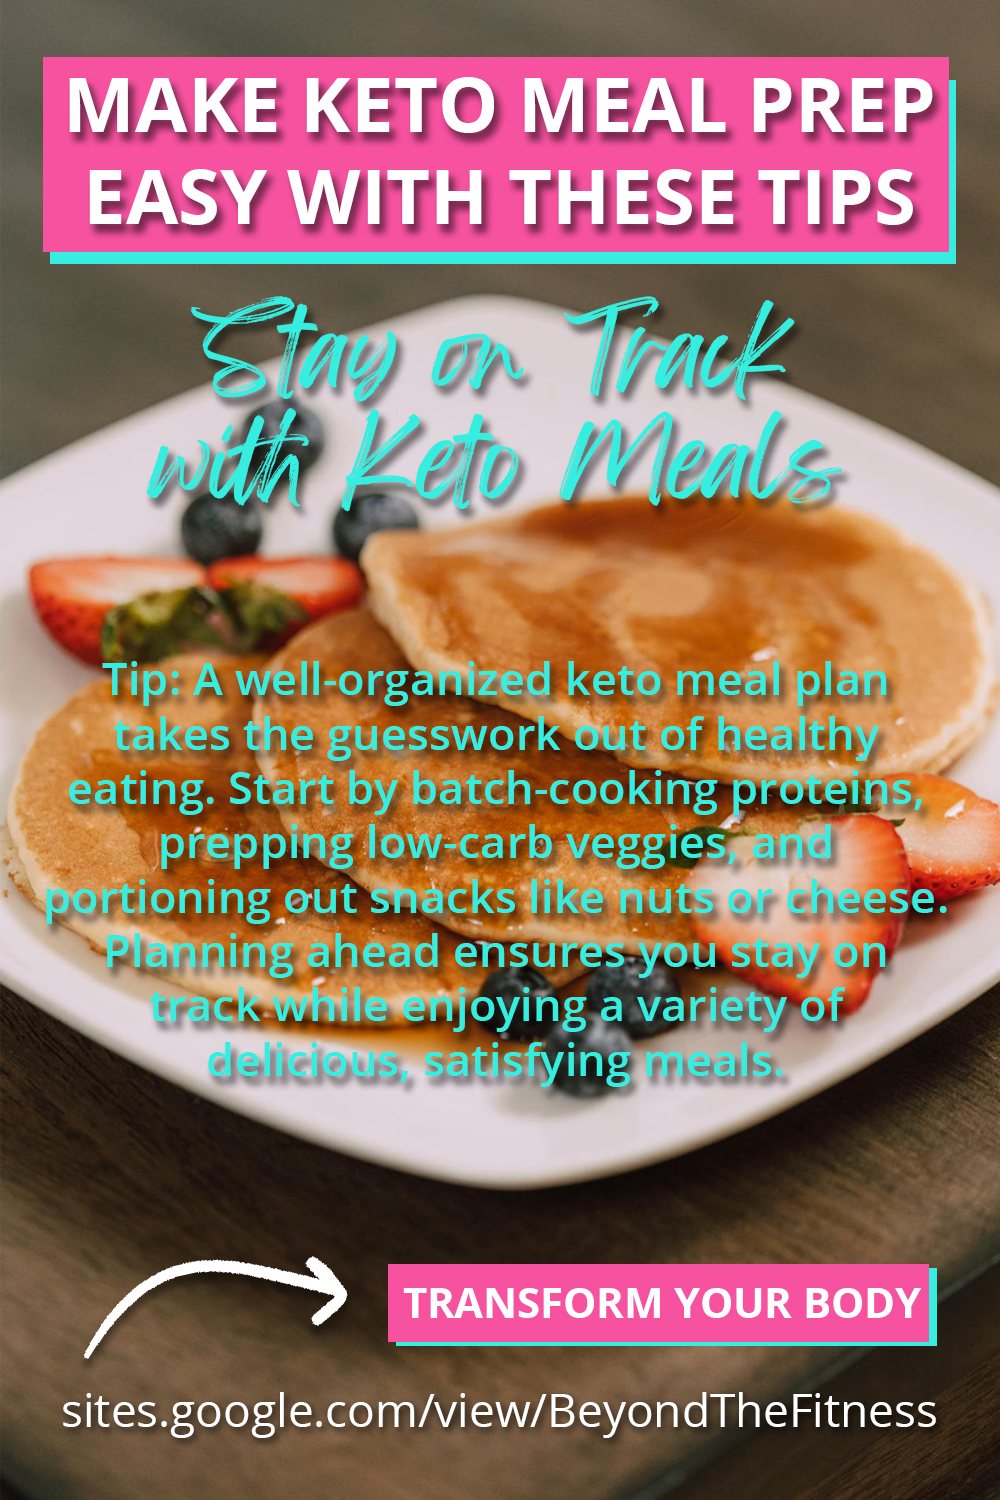 MAKE KETO MEAL PREP
EASY WITH THESE TIPS
Stay on Track
with Keto Meals
Tip: A well-organized keto meal plan
takes the guesswork out of healthy
eating. Start by batch-cooking proteins,
prepping low-carb veggies, and
portioning out snacks like nuts or cheese.
Planning ahead ensures you stay on
track while enjoying a variety of
delicious, satisfying meals.
TRANSFORM YOUR BODY
sites.google.com/view/BeyondTheFitness